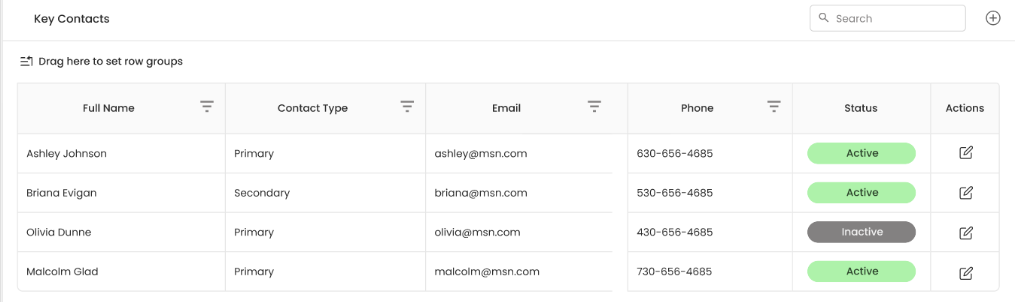 Key Contacts Search
Drag here to set row groups
Full Name Contact Type Email Phone Status Actions
Ashley Johnson Primary ashley@msn.com 630-656-4685 Active
Briana Evigan Secondary briana@msn.com 530-656-4685 Active
Olivia Dunne Primary olivia@msn.com 430-656-4685 Inactive
Malcolm Glad Primary malcolm@msn.com 730-656-4685 Active